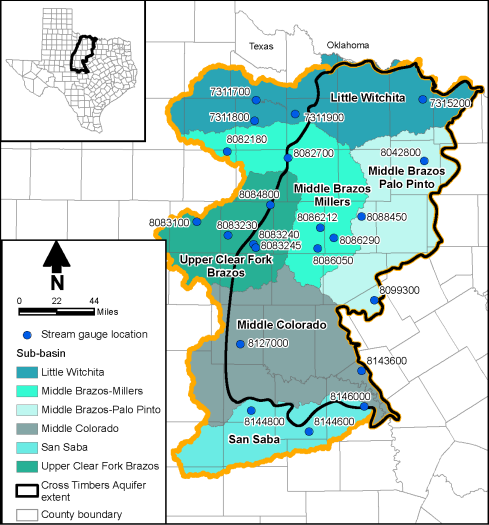 Texas
Oklahoma
7311700
Little Witchita
7315200
7311800
7311900
8082180
8082700
8042800
Middle Brazos
Palo Pinto
Middle Brazos
Millers
8084800
8083100
8083230
8086212
8088450
8083240
8083245
8086290
Upper Clear Fork
Brazos
8086050
8099300
Middle Colorado
8127000
8143600
8146000
8144800
8144600
San Saba
N
0 22 44
Miles
Stream gauge location
Sub-basin
Little Witchita
Middle Brazos-Millers
Middle Brazos-Palo Pinto
Middle Colorado
San Saba
Upper Clear Fork Brazos
Cross Timbers Aquifer
extent
County boundary